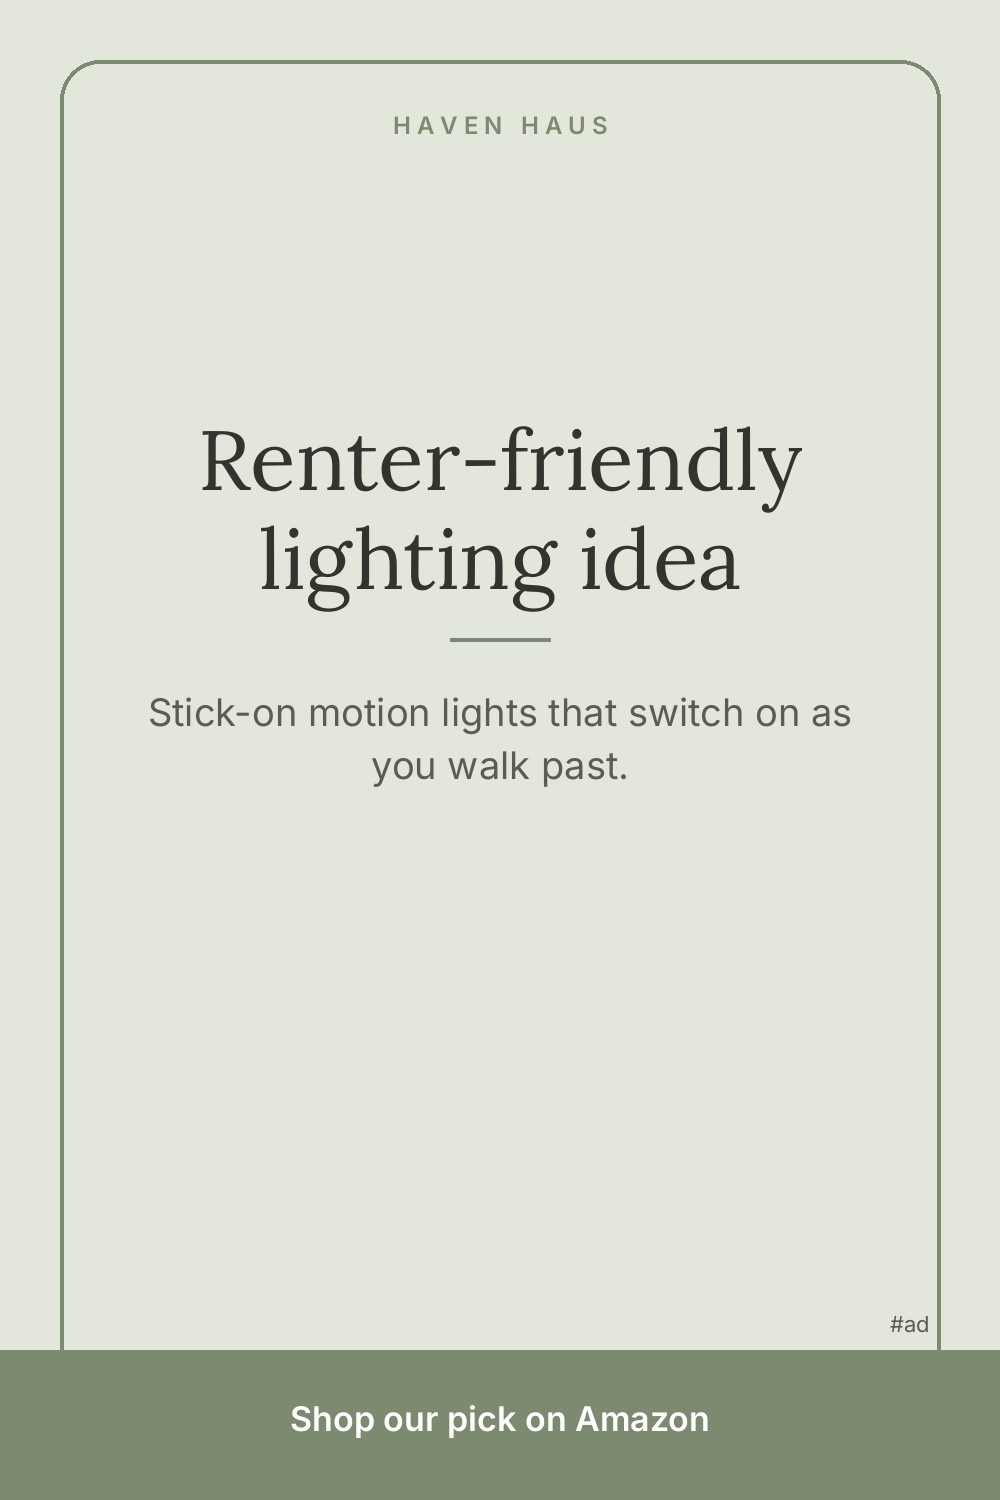 HAVEN HAUS
Renter-friendly
lighting idea
Stick-on motion lights that switch on as
you walk past.
#ad
Shop our pick on Amazon